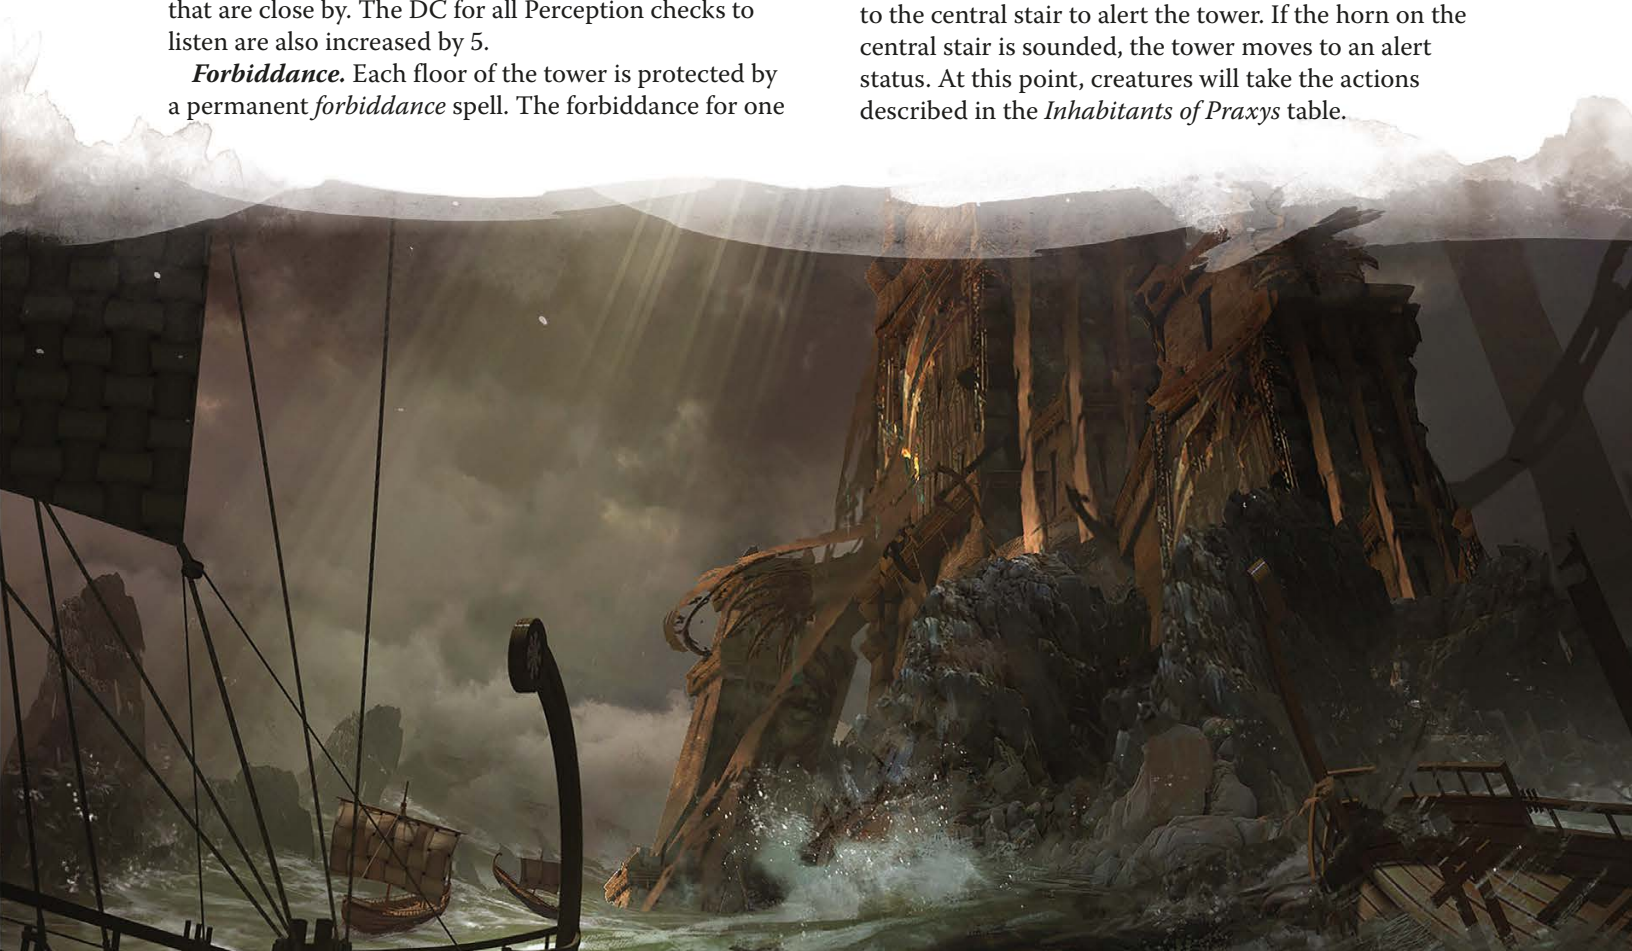 that are close by. The DC for all Perception checks to
listen are also increased by 5.
Forbiddance. Each floor of the tower is protected by
a permanent forbiddance spell. The forbiddance for one
to the central stair to alert the tower. If the horn on the
central stair is sounded, the tower moves to an alert
status. At this point, creatures will take the actions
described in the Inhabitants of Praxys table.